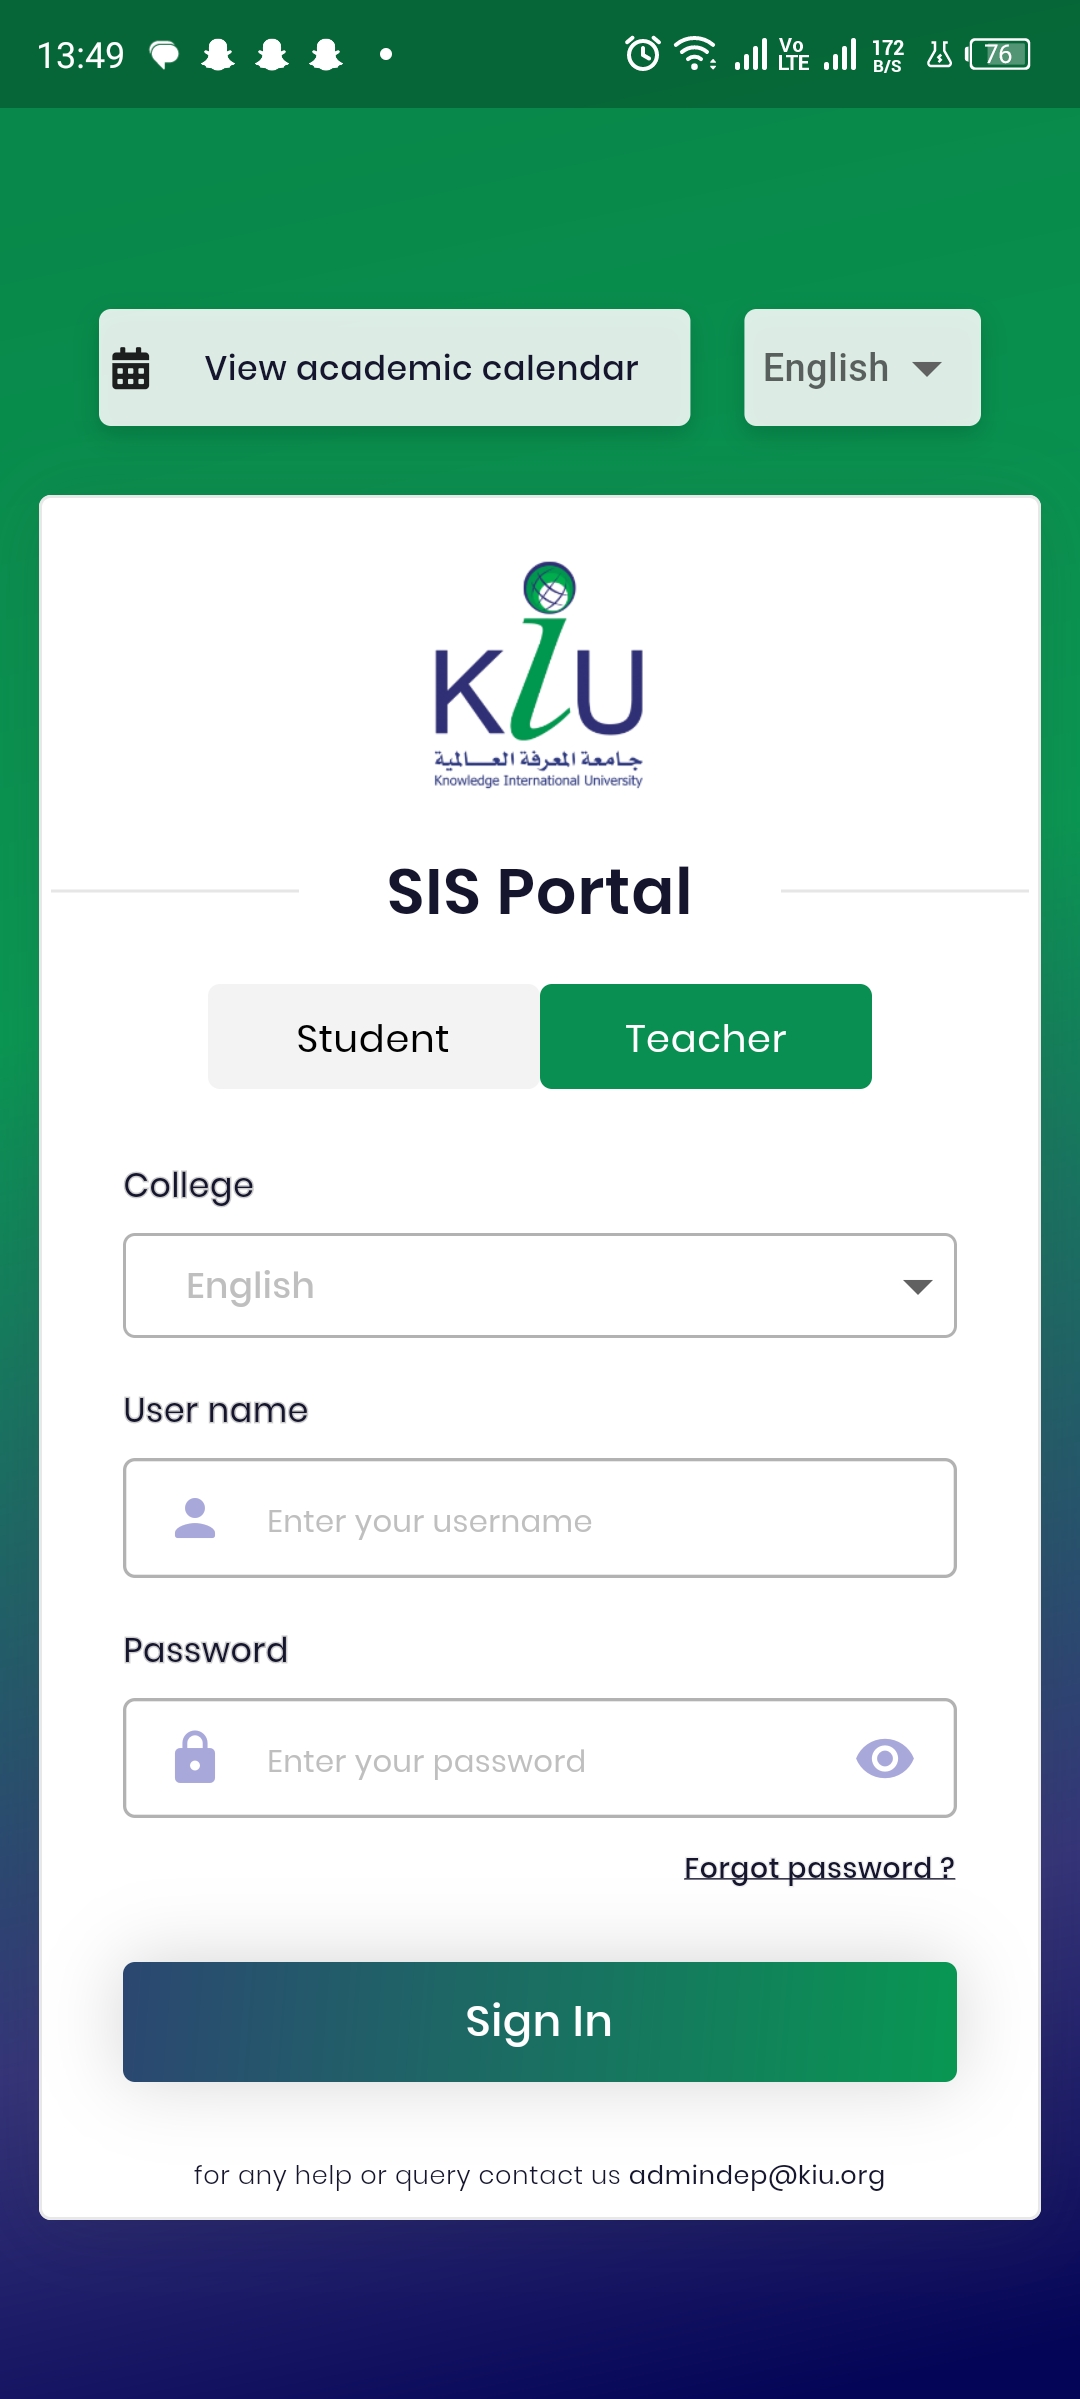 13:49
Vo LTE
172 B/S
76
View academic calendar
English
KiU
جامعة المعرفة العالمية
Knowledge International University
SIS Portal
Student
Teacher
College
English
User name
Enter your username
Password
Enter your password
Forgot password ?
Sign In
for any help or query contact us admindep@kiu.org